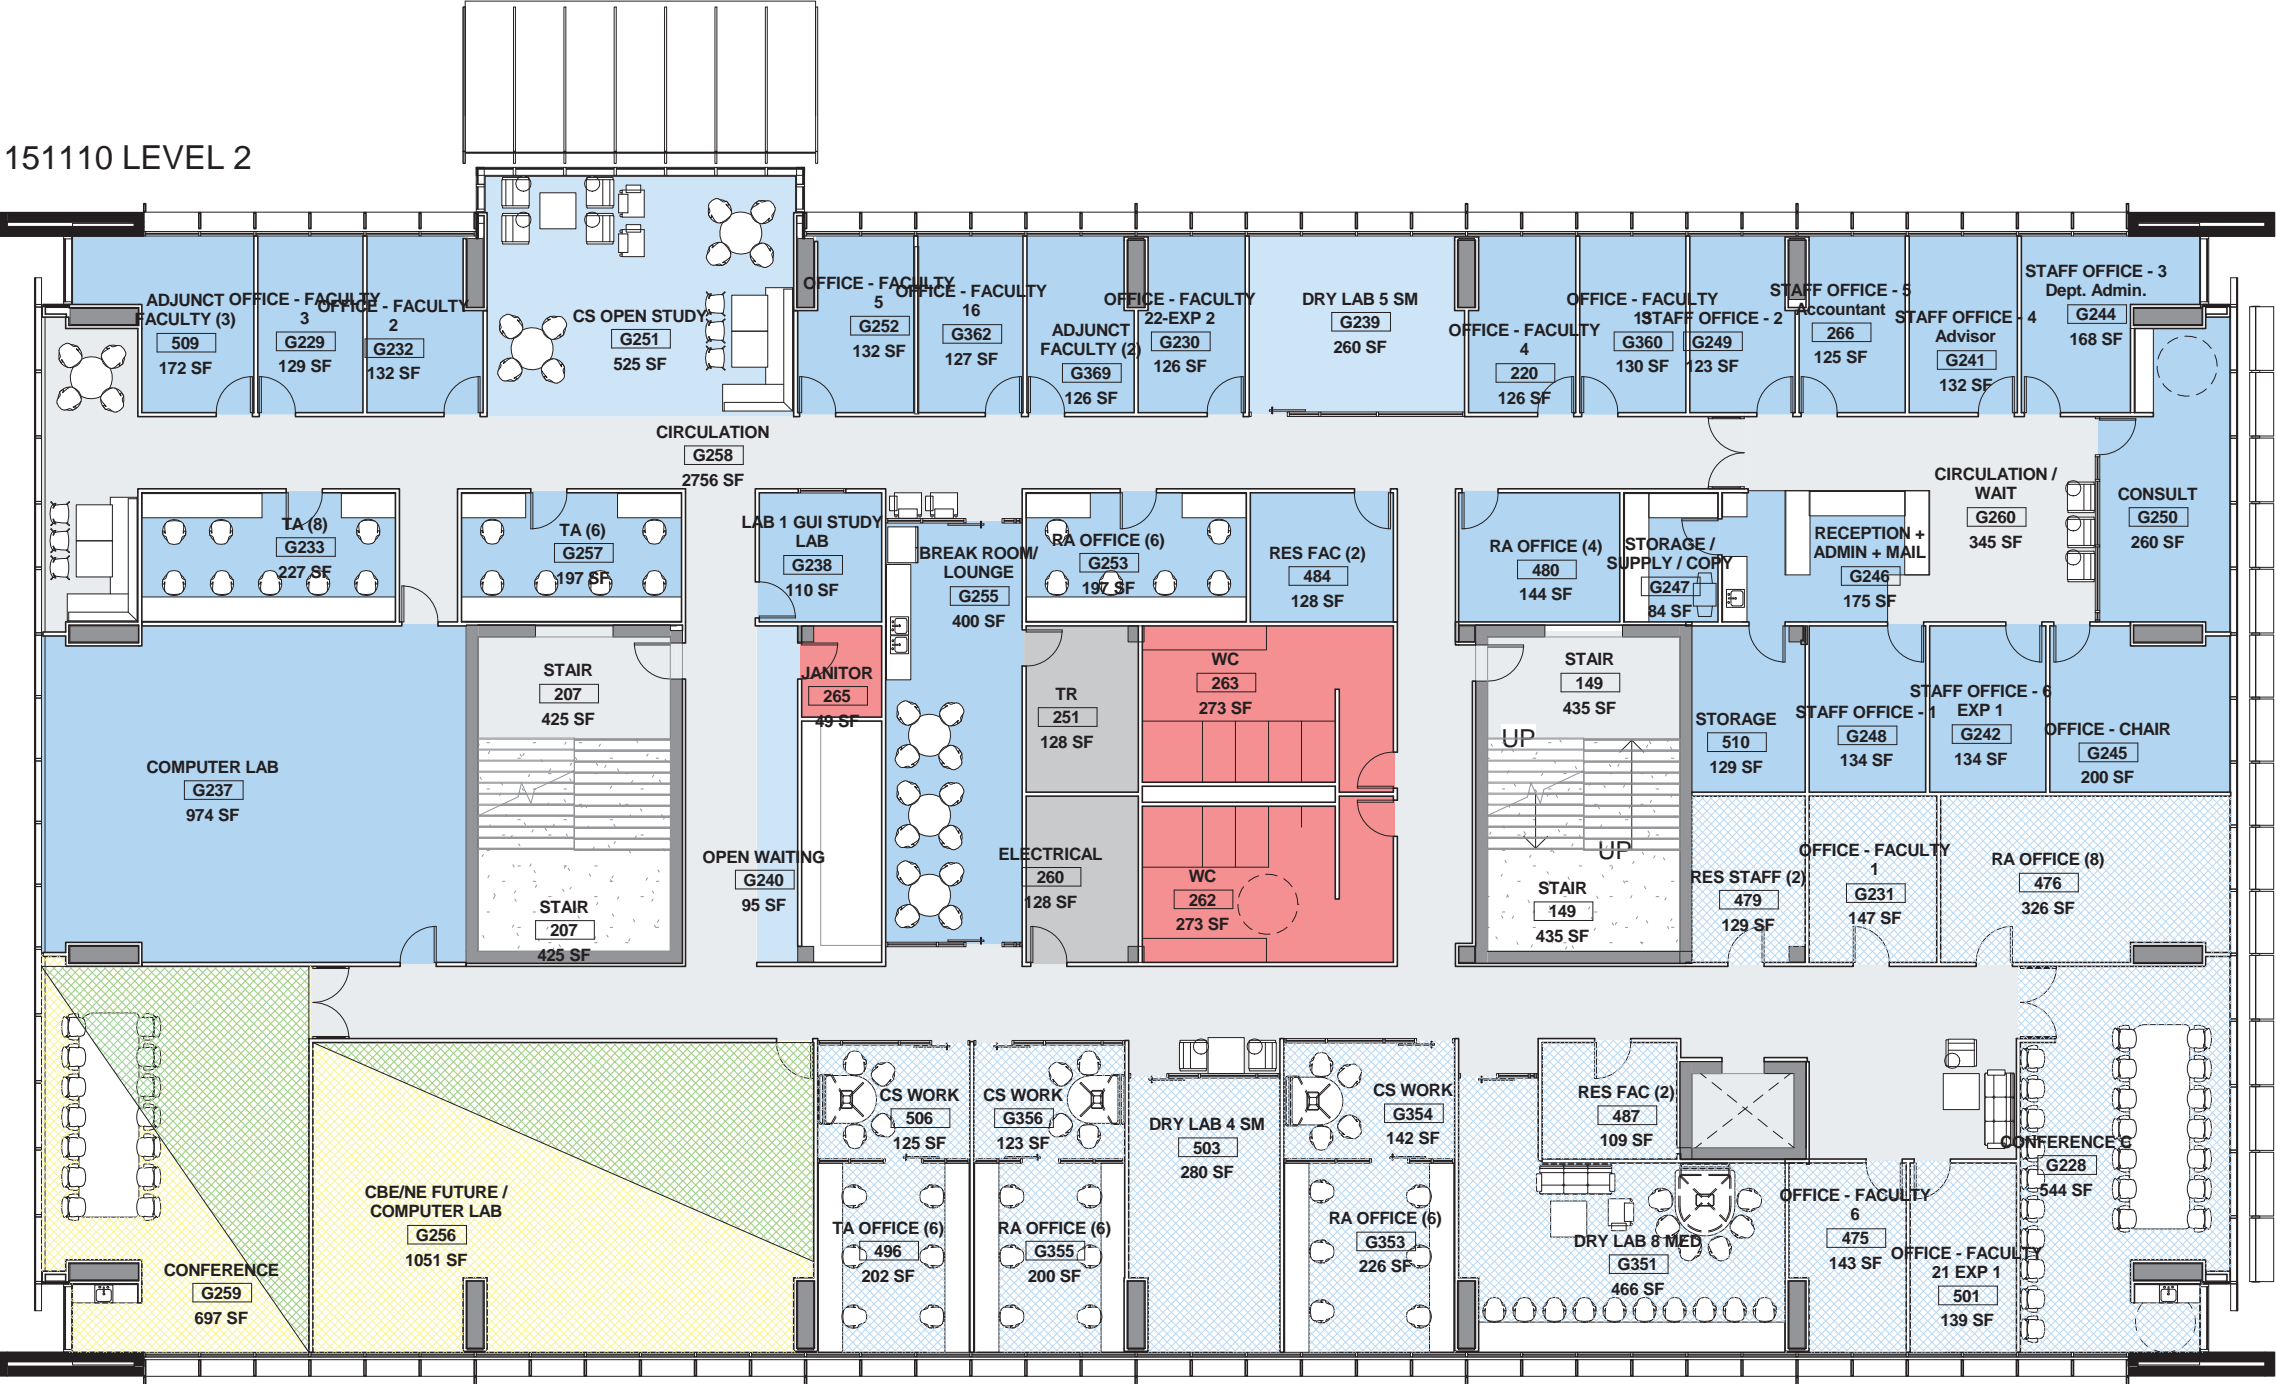 151110 LEVEL 2
ADJUNCT
FACULTY (3)
509
172 SF
OFFICE - FACULTY
3
G229
129 SF
OFFICE - FACULTY
2
G232
132 SF
CS OPEN STUDY
G251
525 SF
OFFICE - FACULTY
5
G252
132 SF
OFFICE - FACULTY
16
G362
127 SF
ADJUNCT
FACULTY (2)
G369
126 SF
OFFICE - FACULTY
22-EXP 2
G230
126 SF
DRY LAB 5 SM
G239
260 SF
OFFICE - FACULTY
4
220
126 SF
OFFICE - FACULTY
G360
130 SF
STAFF OFFICE - 2
G249
123 SF
STAFF OFFICE - 5
Accountant
266
125 SF
STAFF OFFICE - 4
Advisor
G241
132 SF
STAFF OFFICE - 3
Dept. Admin.
G244
168 SF
CIRCULATION
G258
2756 SF
TA (8)
G233
227 SF
TA (6)
G257
197 SF
LAB 1 GUI STUDY
LAB
G238
110 SF
BREAK ROOM/
LOUNGE
G255
400 SF
RA OFFICE (6)
G253
197 SF
RES FAC (2)
484
128 SF
RA OFFICE (4)
480
144 SF
STORAGE /
SUPPLY / COPY
G247
84 SF
RECEPTION +
ADMIN + MAIL
G246
175 SF
CIRCULATION /
WAIT
G260
345 SF
CONSULT
G250
260 SF
COMPUTER LAB
G237
974 SF
STAIR
207
425 SF
STAIR
207
425 SF
JANITOR
265
49 SF
OPEN WAITING
G240
95 SF
TR
251
128 SF
ELECTRICAL
260
128 SF
WC
263
273 SF
WC
262
273 SF
STAIR
149
435 SF
UP
UP
STAIR
149
435 SF
STORAGE
510
129 SF
STAFF OFFICE - 1
G248
134 SF
STAFF OFFICE - 6
EXP 1
G242
134 SF
OFFICE - CHAIR
G245
200 SF
RES STAFF (2)
479
129 SF
OFFICE - FACULTY
1
G231
147 SF
RA OFFICE (8)
476
326 SF
CONFERENCE
G259
697 SF
CBE/NE FUTURE /
COMPUTER LAB
G256
1051 SF
CS WORK
506
125 SF
CS WORK
G356
123 SF
DRY LAB 4 SM
503
280 SF
CS WORK
G354
142 SF
RES FAC (2)
487
109 SF
TA OFFICE (6)
496
202 SF
RA OFFICE (6)
G355
200 SF
RA OFFICE (6)
G353
226 SF
DRY LAB 8 MED
G351
466 SF
OFFICE - FACULTY
6
475
143 SF
OFFICE - FACULTY
21 EXP 1
501
139 SF
CONFERENCE
G228
544 SF